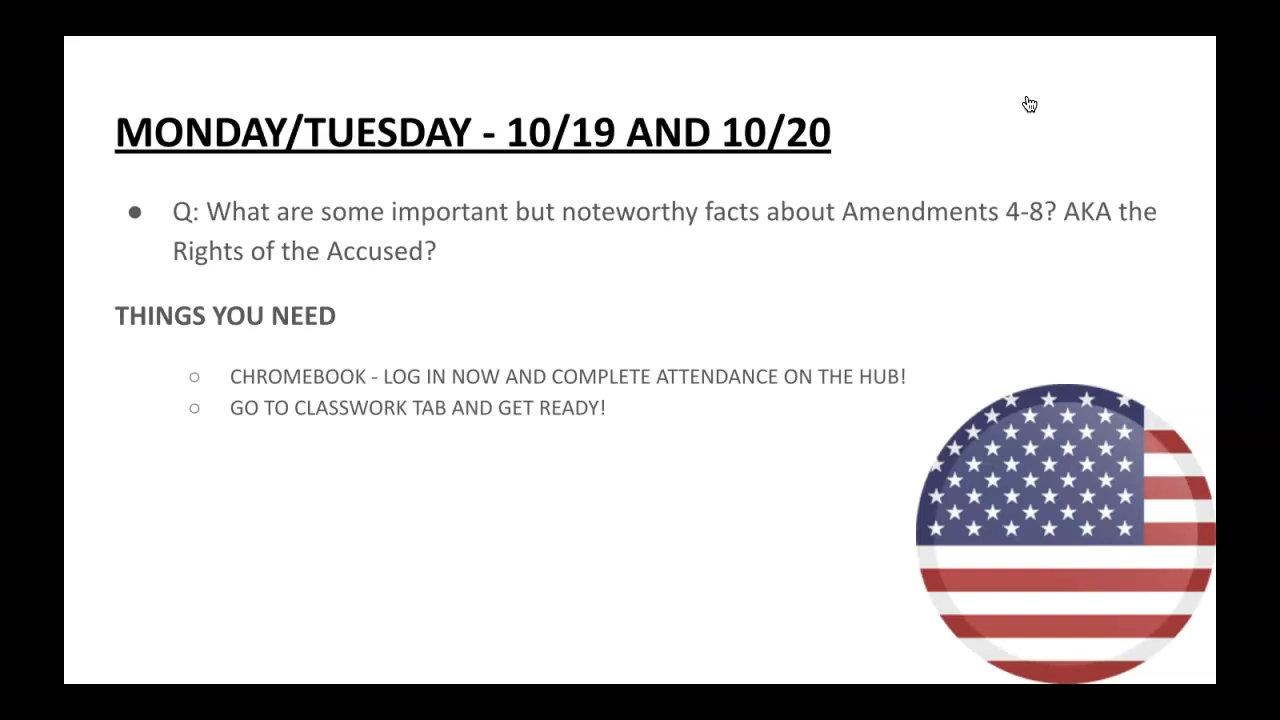 MONDAY/TUESDAY - 10/19 AND 10/20
● Q: What are some important but noteworthy facts about Amendments 4-8? AKA the
Rights of the Accused?
THINGS YOU NEED
○ CHROMEBOOK - LOG IN NOW AND COMPLETE ATTENDANCE ON THE HUB!
○ GO TO CLASSWORK TAB AND GET READY!